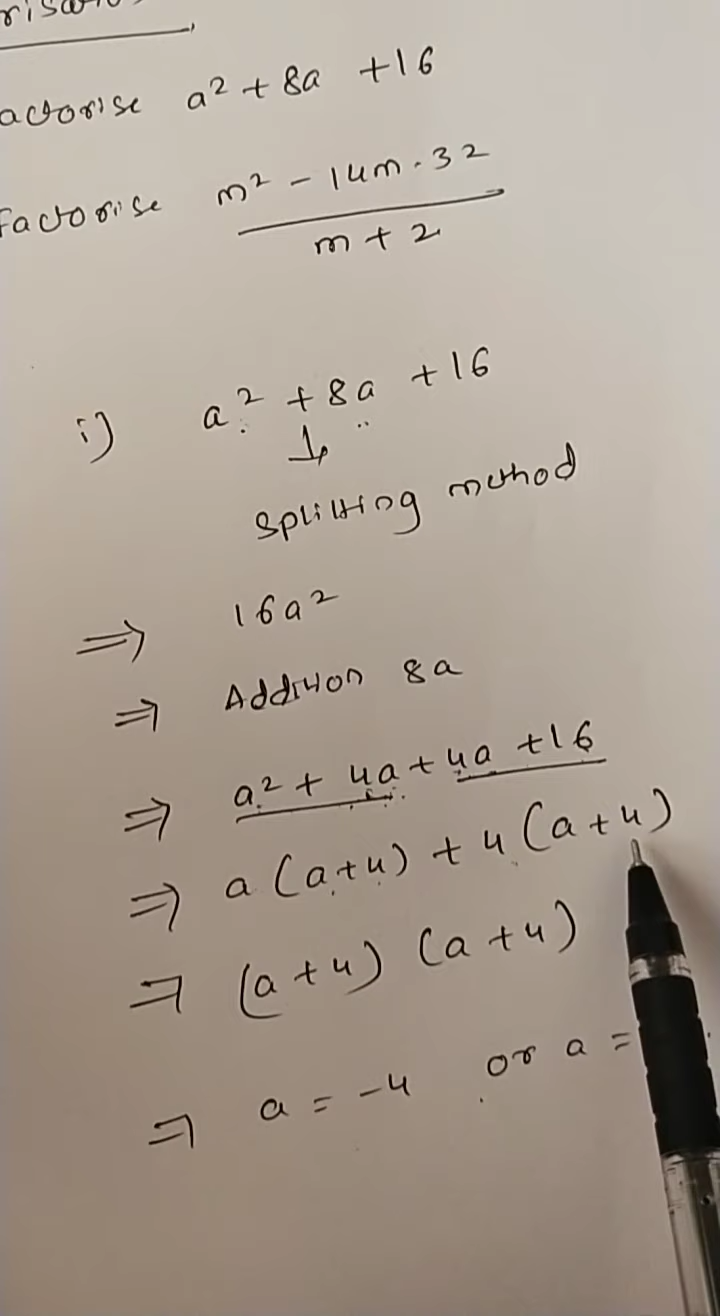 actorise a² + 8a + 16
Factorise m² - 14m - 32
m + 2
i) a² + 8a + 16
Splitting method
⇒ 16a²
⇒ Addition 8a
⇒ a² + 4a + 4a + 16
⇒ a (a+4) + 4 (a+4)
⇒ (a+4) (a+4)
⇒ a = -4 or a =